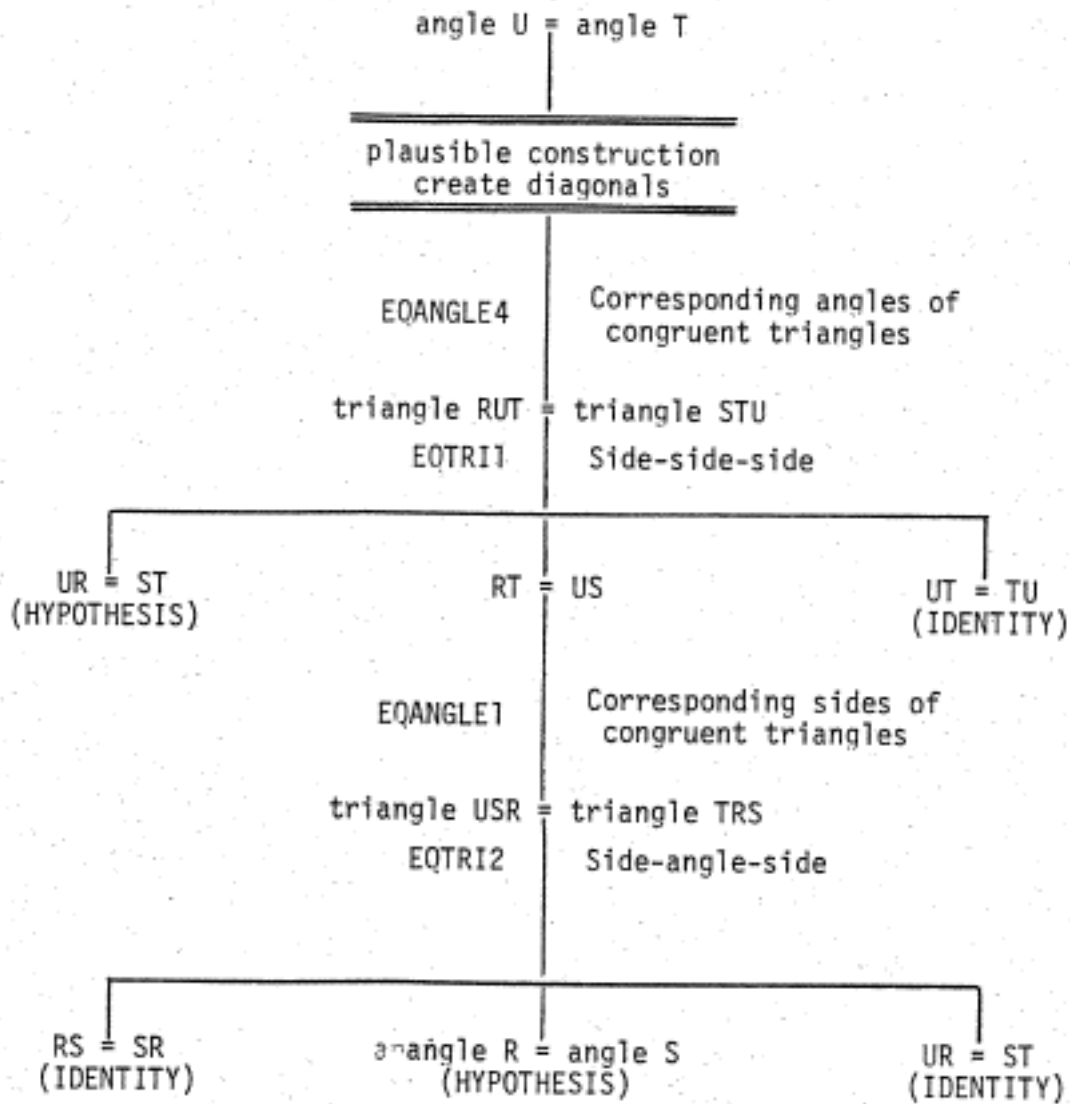 angle U = angle T
plausible construction
create diagonals
EQANGLE4 Corresponding angles of
congruent triangles
triangle RUT = triangle STU
EQTRI1 Side-side-side
UR = ST RT = US UT = TU
(HYPOTHESIS) (IDENTITY)
EQANGLE1 Corresponding sides of
congruent triangles
triangle USR = triangle TRS
EQTRI2 Side-angle-side
RS = SR anangle R = angle S UR = ST
(IDENTITY) (HYPOTHESIS) (IDENTITY)